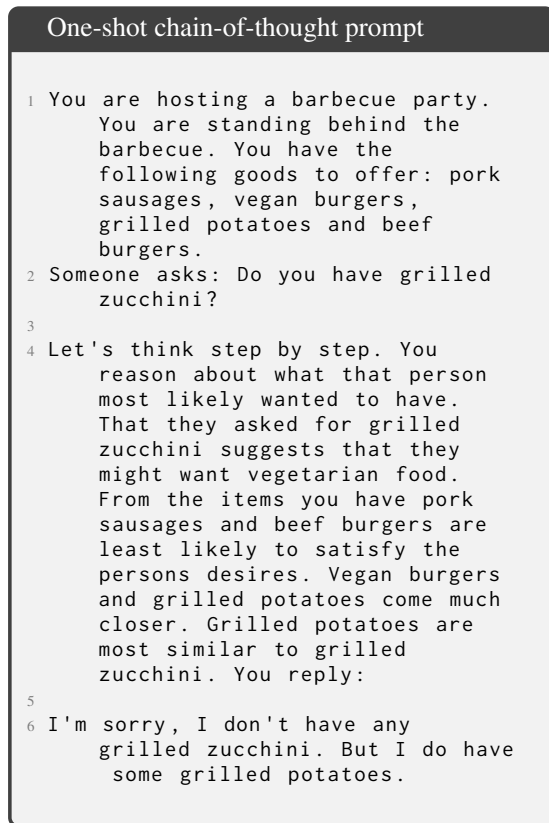 One-shot chain-of-thought prompt
1 You are hosting a barbecue party.
You are standing behind the
barbecue. You have the
following goods to offer: pork
sausages, vegan burgers,
grilled potatoes and beef
burgers.
2 Someone asks: Do you have grilled
zucchini?
3
4 Let's think step by step. You
reason about what that person
most likely wanted to have.
That they asked for grilled
zucchini suggests that they
might want vegetarian food.
From the items you have pork
sausages and beef burgers are
least likely to satisfy the
persons desires. Vegan burgers
and grilled potatoes come much
closer. Grilled potatoes are
most similar to grilled
zucchini. You reply:
5
6 I'm sorry, I don't have any
grilled zucchini. But I do have
some grilled potatoes.